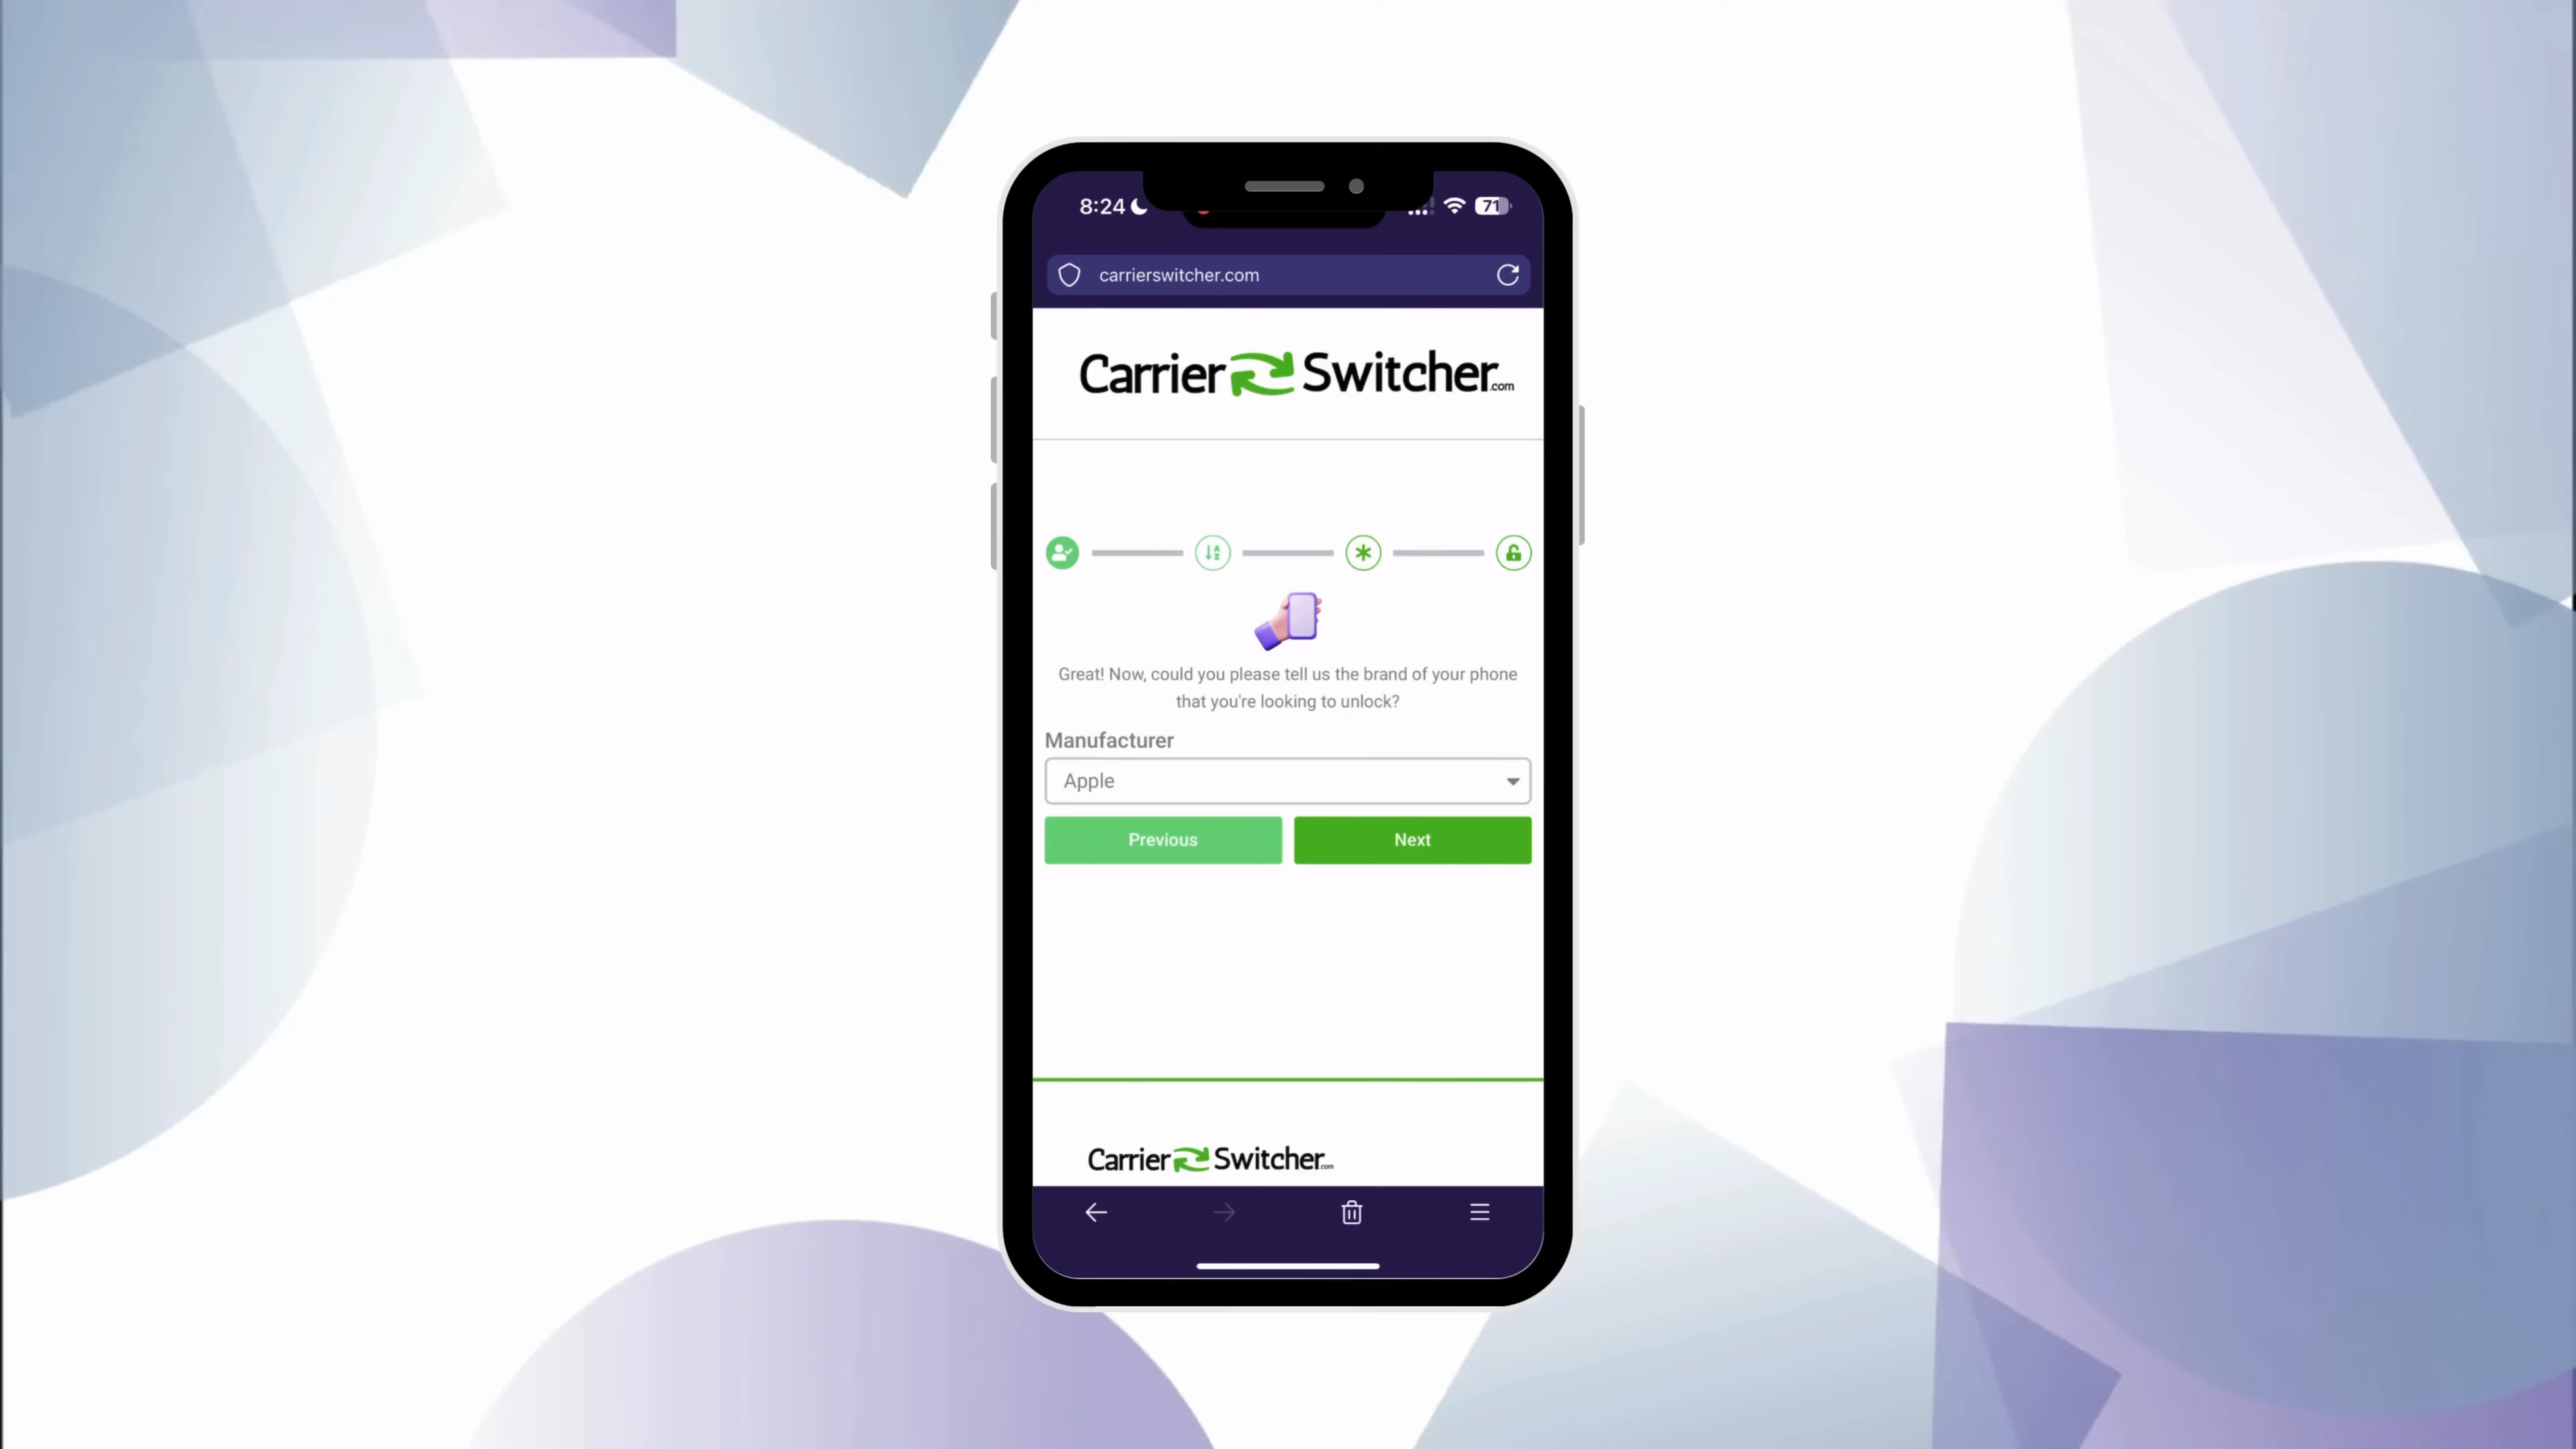 8:24
71
carrierswitcher.com
Carrier Switcher.com
Great! Now, could you please tell us the brand of your phone
that you're looking to unlock?
Manufacturer
Apple
Previous
Next
Carrier Switcher.com